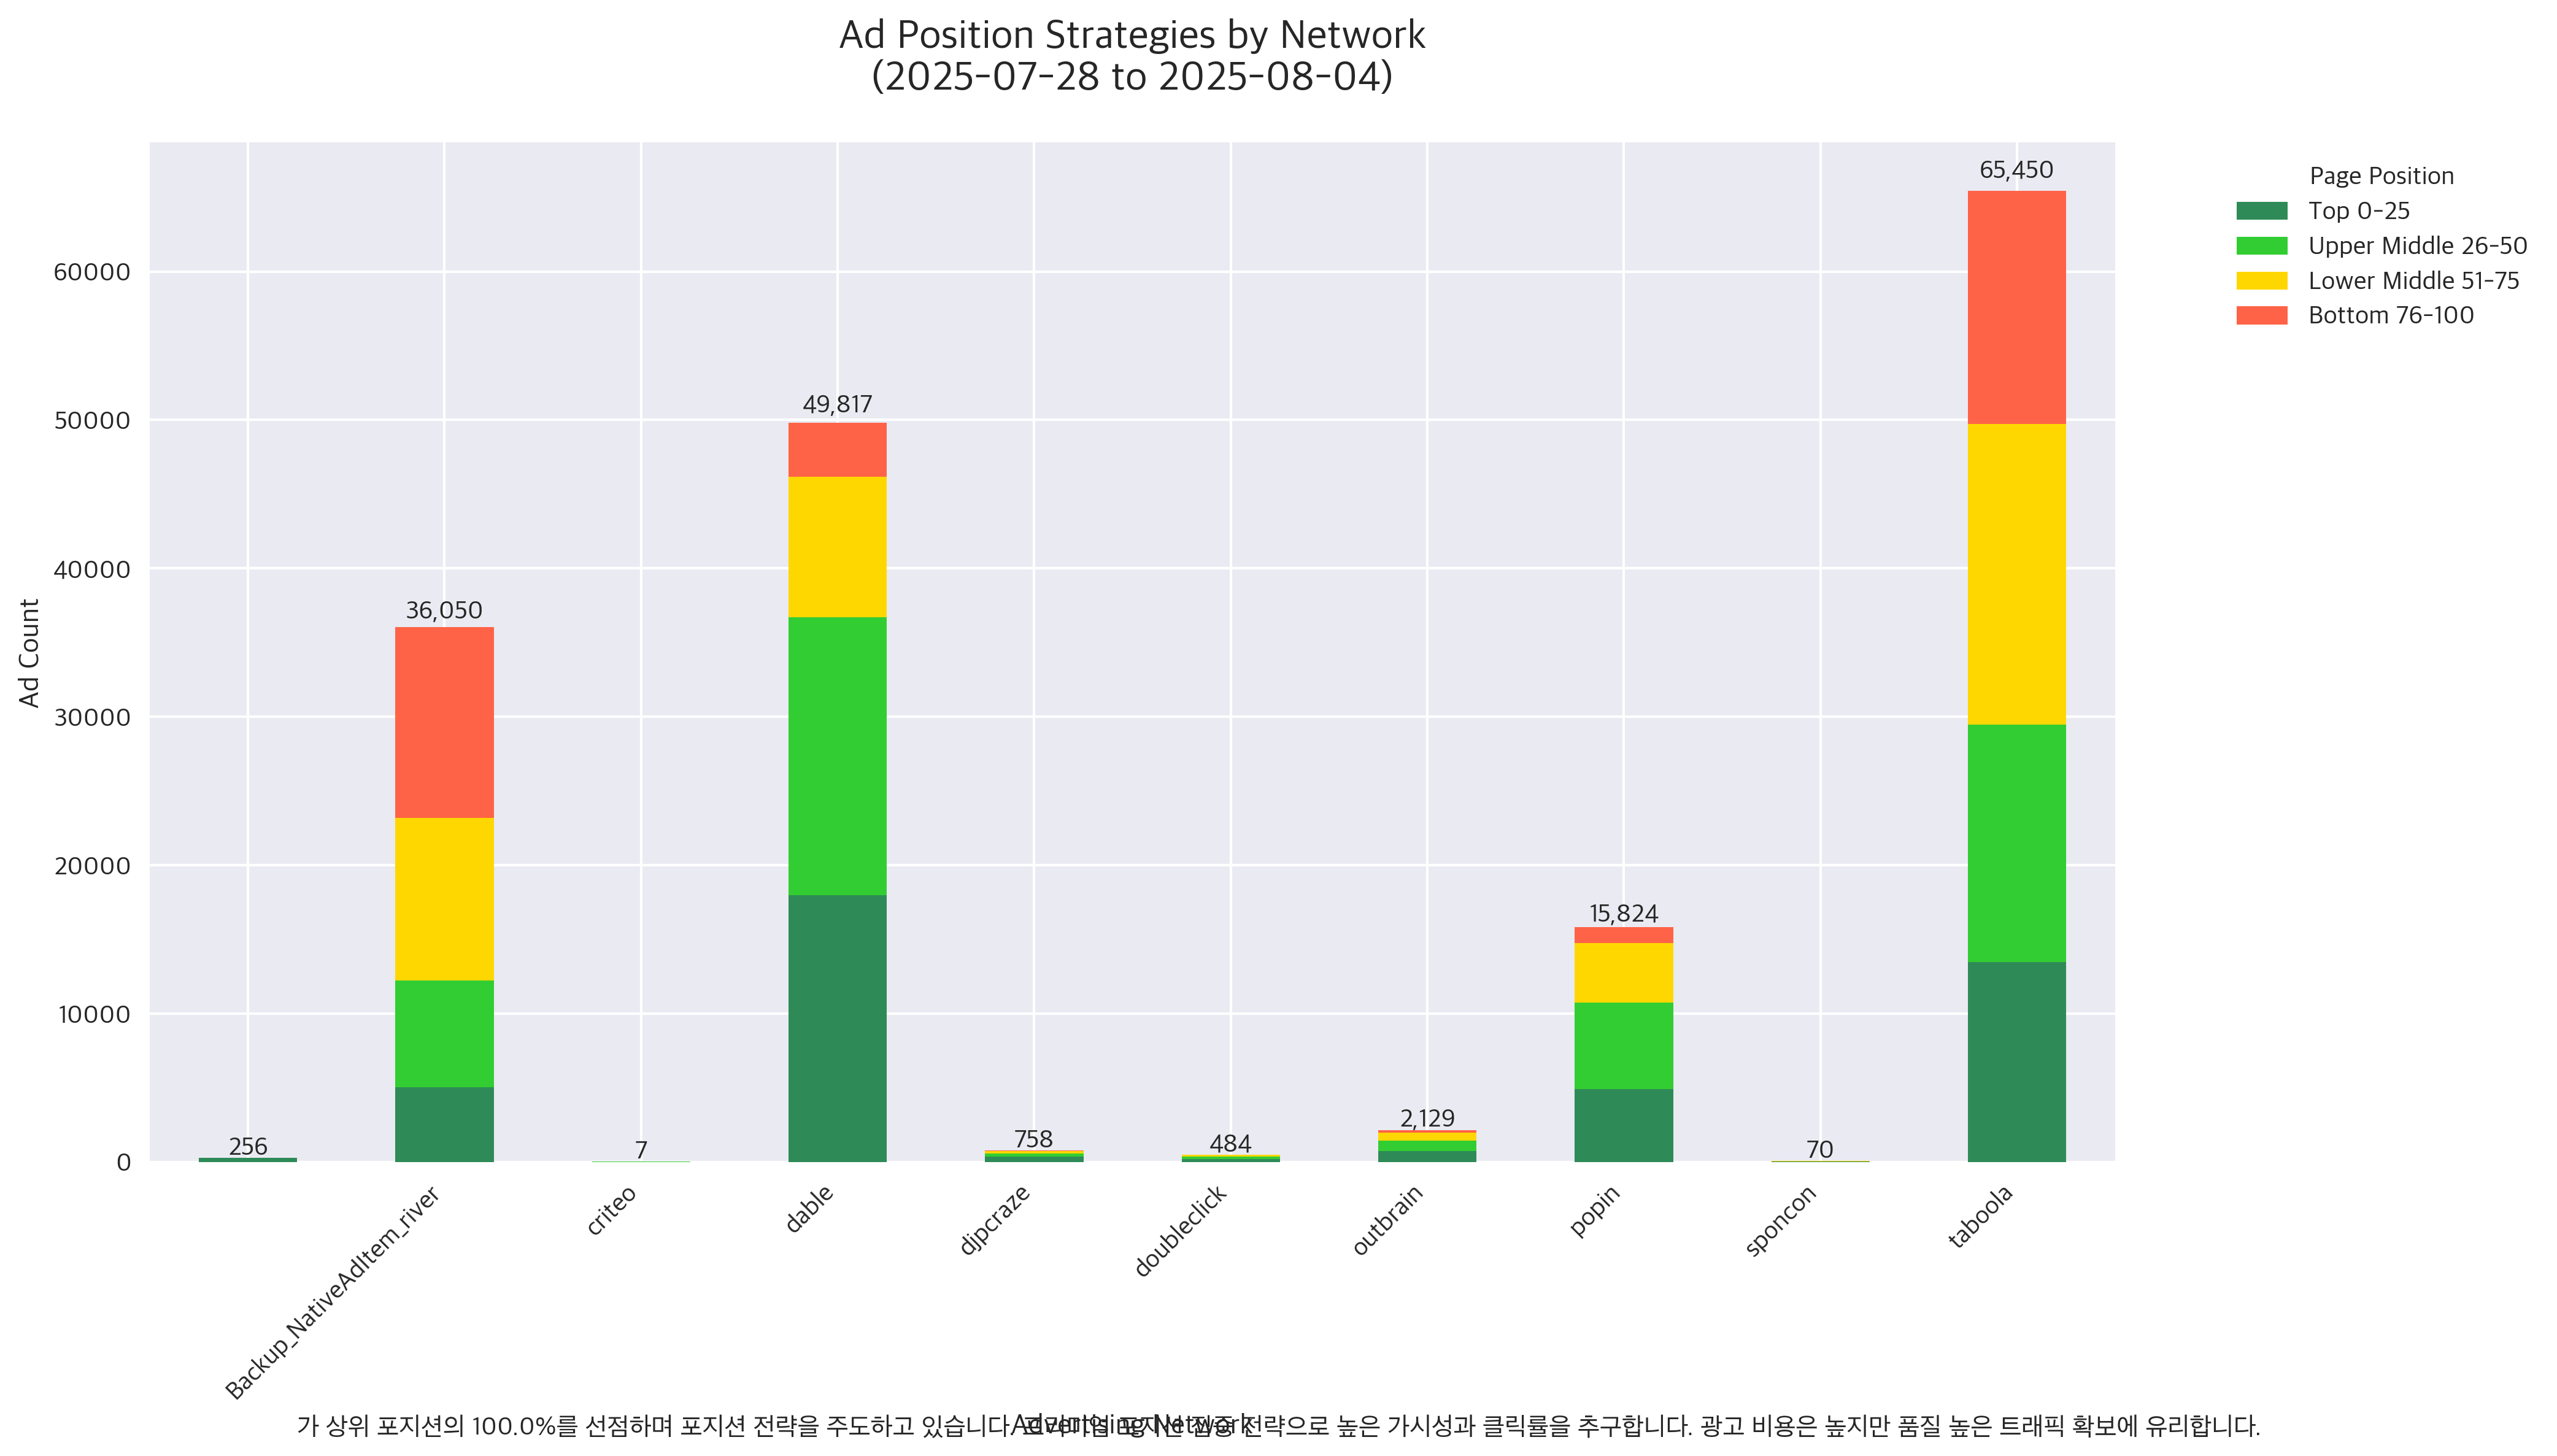 Ad Position Strategies by Network
(2025-07-28 to 2025-08-04)
Page Position
Top 0-25
Upper Middle 26-50
Lower Middle 51-75
Bottom 76-100
Ad Count
60000
50000
40000
30000
20000
10000
0
256
36,050
7
49,817
758
484
2,129
15,824
70
65,450
Backup_NativeAdItem_river
criteo
dable
djpcraze
doubleclick
outbrain
popin
sponcon
taboola
Advertising Network
가 상위 포지션의 100.0%를 선점하며 포지션 전략을 주도하고 있습니다. 전략으로 높은 가시성과 클릭률을 추구합니다. 광고 비용은 높지만 품질 높은 트래픽 확보에 유리합니다.